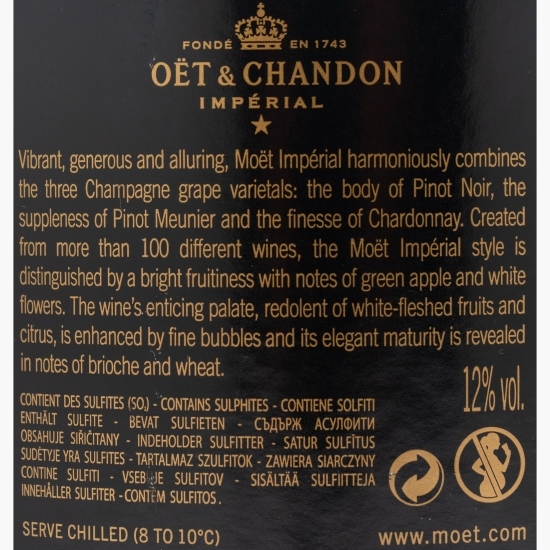 FONDÉ EN 1743
OËT & CHANDON
IMPÉRIAL
Vibrant, generous and alluring, Moët Impérial harmoniously combines
the three Champagne grape varietals: the body of Pinot Noir, the
suppleness of Pinot Meunier and the finesse of Chardonnay. Created
from more than 100 different wines, the Moët Impérial style is
distinguished by a bright fruitiness with notes of green apple and white
flowers. The wine's enticing palate, redolent of white-fleshed fruits and
citrus, is enhanced by fine bubbles and its elegant maturity is revealed
in notes of brioche and wheat.
12% vol.
CONTIENT DES SULFITES (SO₂) - CONTAINS SULPHITES - CONTIENE SOLFITI
ENTHÄLT SULFITE - BEVAT SULFIETEN - СЪДЪРЖ АСУЛФИТИ
OBSAHUJE SIŘIČITANY - INDEHOLDER SULFITTER - SATUR SULFĪTUS
SUDĖTYJE YRA SULFITES - TARTALMAZ SZULFITOK - ZAWIERA SIARCZYNY
CONTINE SULFITI - VSEBUJE SULFITOV - SISÄLTÄÄ SULFIITTEJA
INNEHÅLLER SULFITER - CONTÉM SULFITOS .
SERVE CHILLED (8 TO 10°C)
www.moet.com